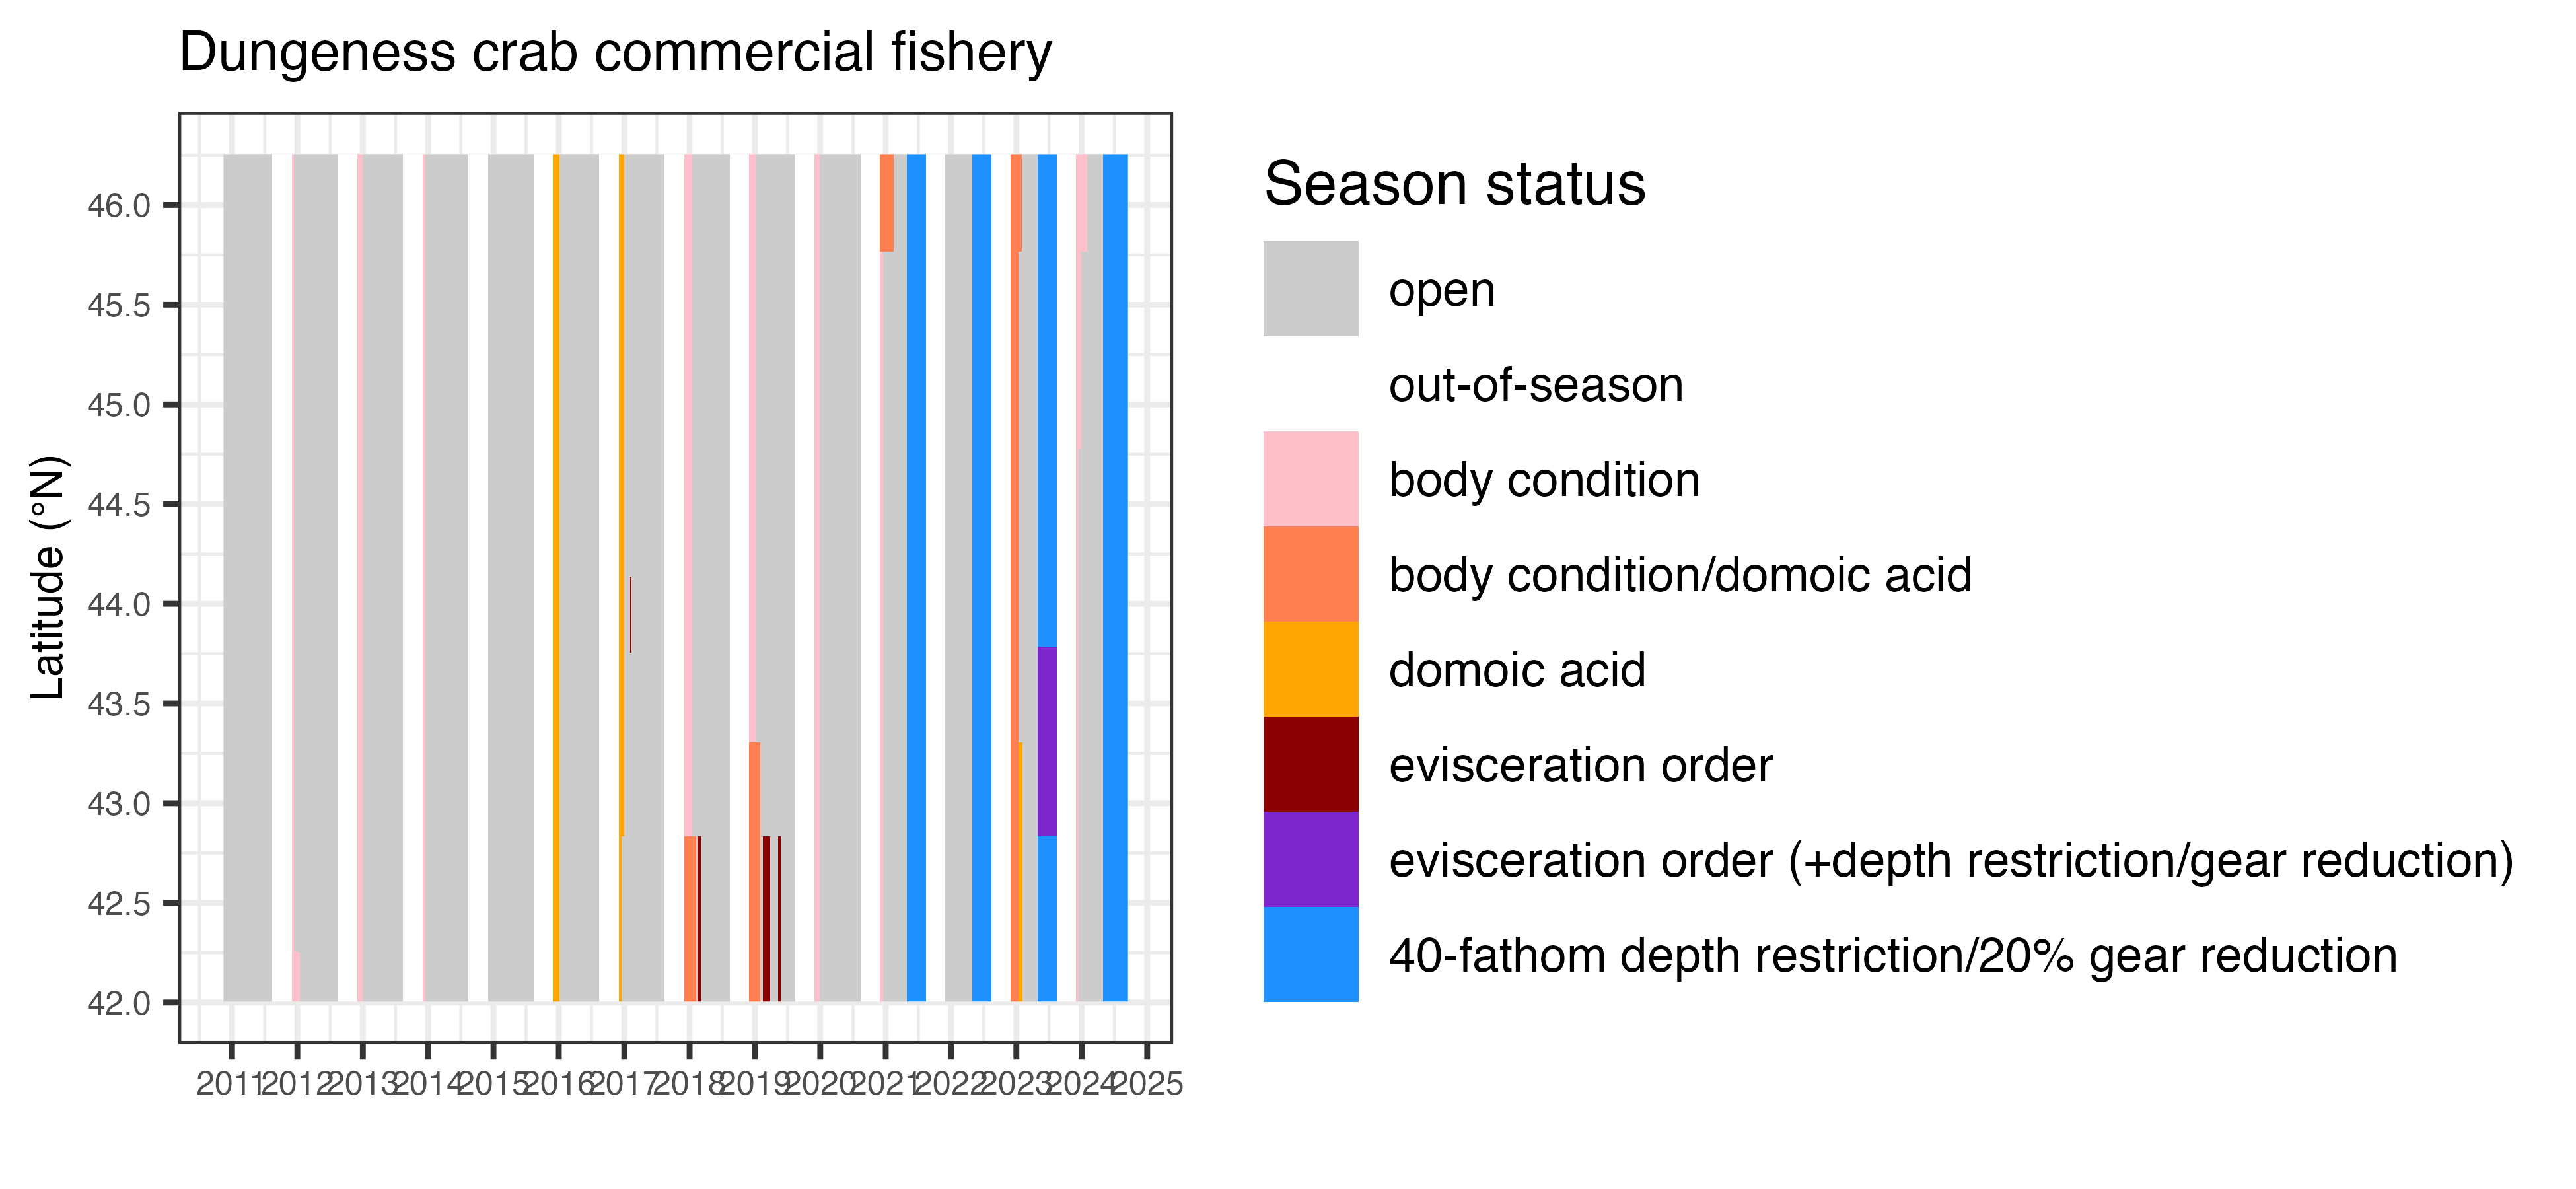 Dungeness crab commercial fishery
Latitude (°N)
46.0
45.5
45.0
44.5
44.0
43.5
43.0
42.5
42.0
2011 2012 2013 2014 2015 2016 2017 2018 2019 2020 2021 2022 2023 2024 2025
Season status
open
out-of-season
body condition
body condition/domoic acid
domoic acid
evisceration order
evisceration order (+depth restriction/gear reduction)
40-fathom depth restriction/20% gear reduction